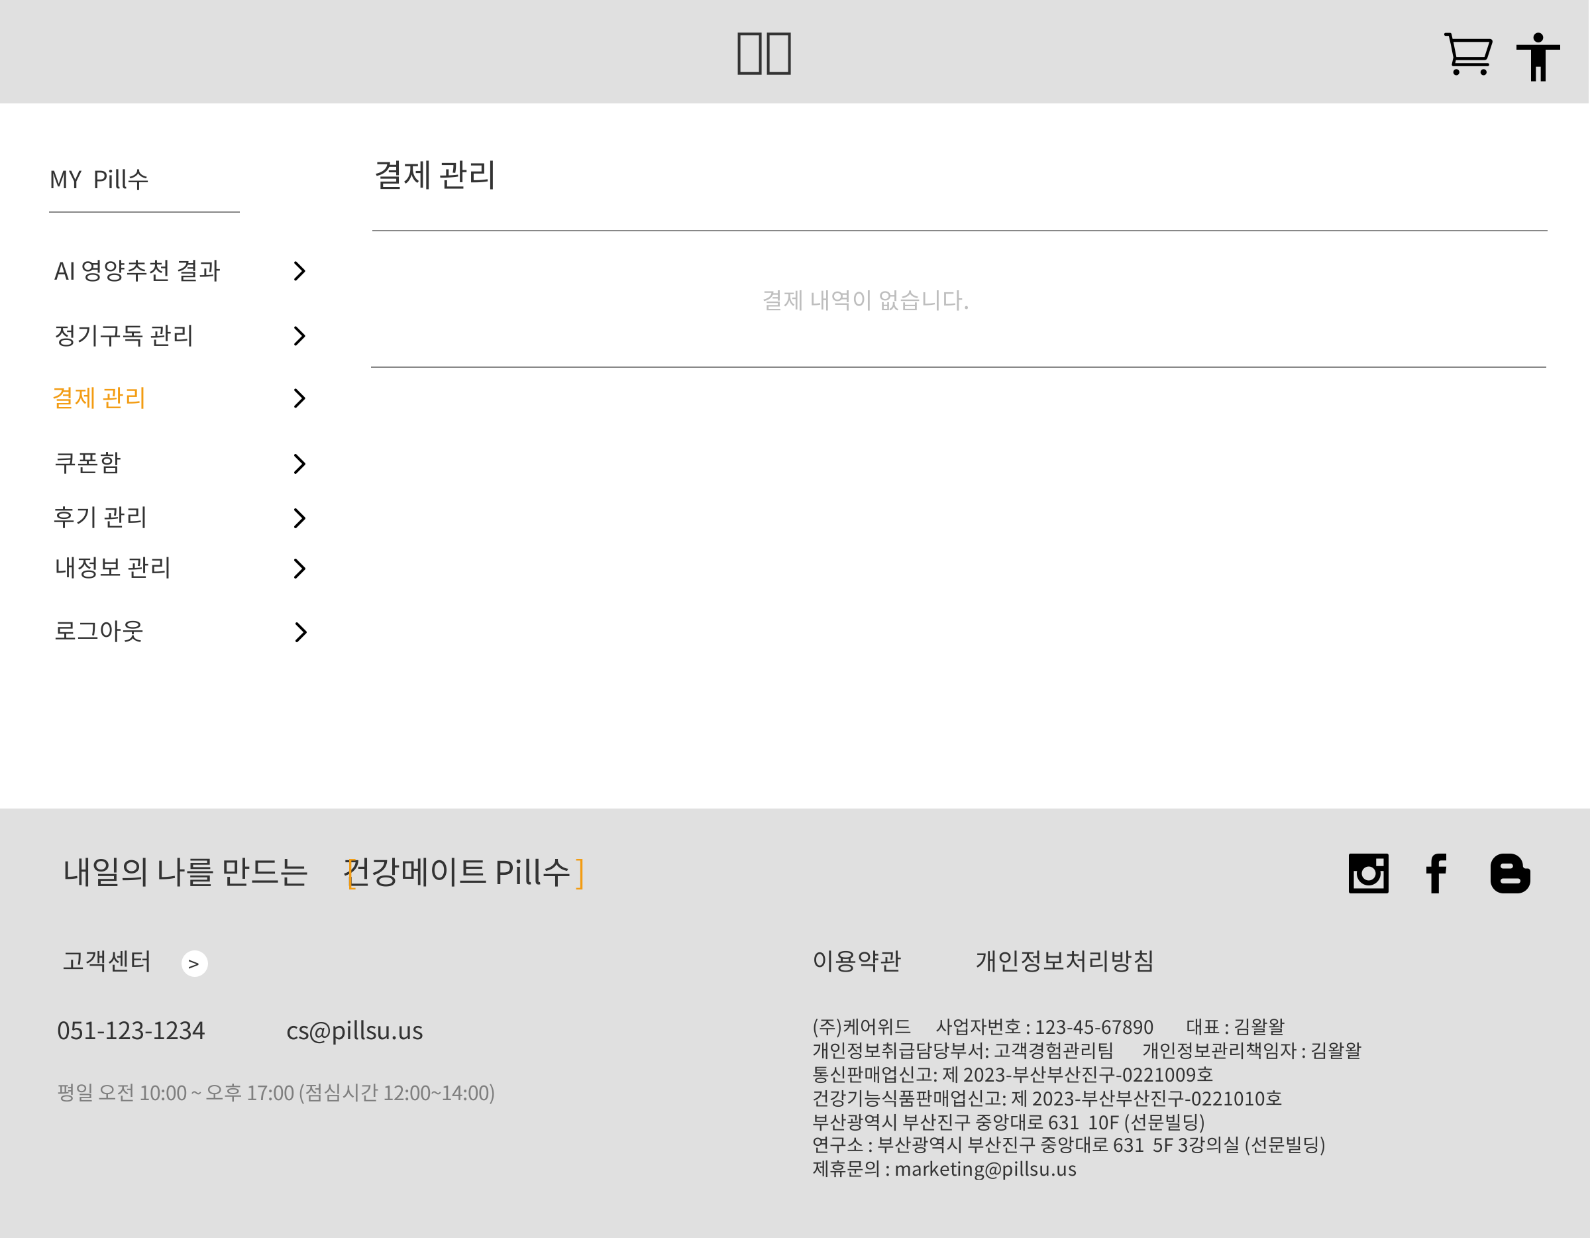 MY Pill수
결제 관리
AI 영양추천 결과
정기구독 관리
결제 관리
쿠폰함
후기 관리
내정보 관리
로그아웃
결제 내역이 없습니다.
내일의 나를 만드는 [건강메이트 Pill수]
고객센터 >
051-123-1234 cs@pillsu.us
평일 오전 10:00 ~ 오후 17:00 (점심시간 12:00~14:00)
이용약관 개인정보처리방침
(주)케어위드 사업자번호 : 123-45-67890 대표 : 김왈왈
개인정보취급담당부서: 고객경험관리팀 개인정보관리책임자 : 김왈왈
통신판매업신고: 제 2023-부산부산진구-0221009호
건강기능식품판매업신고: 제 2023-부산부산진구-0221010호
부산광역시 부산진구 중앙대로 631 10F (선문빌딩)
연구소 : 부산광역시 부산진구 중앙대로 631 5F 3강의실 (선문빌딩)
제휴문의 : marketing@pillsu.us